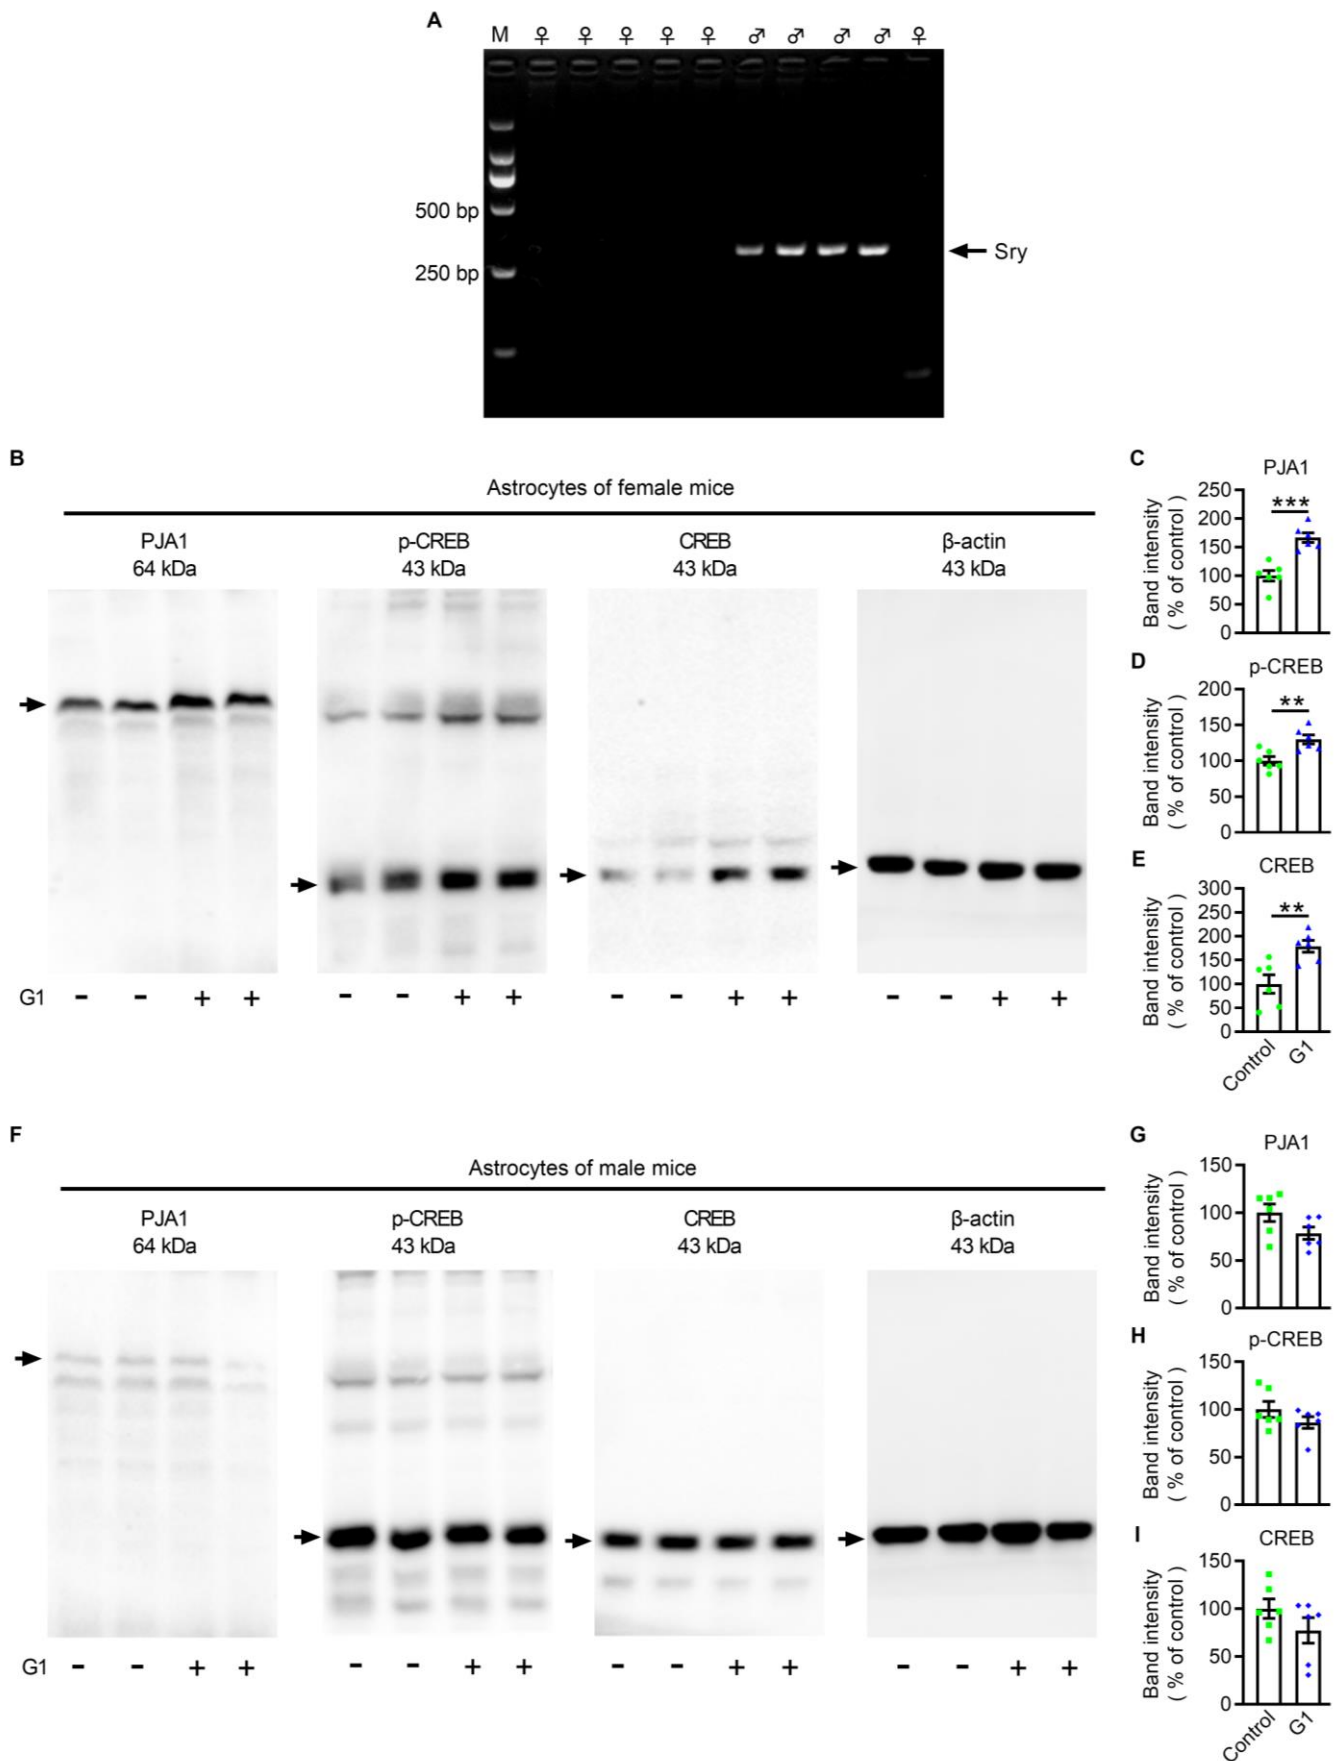 A
M ♀ ♀ ♀ ♀ ♀ ♂ ♂ ♂ ♂ ♀
500 bp
250 bp
Sry
B
Astrocytes of female mice
PJA1 p-CREB CREB β-actin
64 kDa 43 kDa 43 kDa 43 kDa
G1 - - + + - - + + - - + + - - + +
C
PJA1
Band intensity
( % of control )
250
200
150
100
50
0
***
D
p-CREB
Band intensity
( % of control )
200
150
100
50
0
**
E
CREB
Band intensity
( % of control )
300
250
200
150
100
50
0
**
Control G1
F
Astrocytes of male mice
PJA1 p-CREB CREB β-actin
64 kDa 43 kDa 43 kDa 43 kDa
G1 - - + + - - + + - - + + - - + +
G
PJA1
Band intensity
( % of control )
150
100
50
0
H
p-CREB
Band intensity
( % of control )
150
100
50
0
I
CREB
Band intensity
( % of control )
150
100
50
0
Control G1